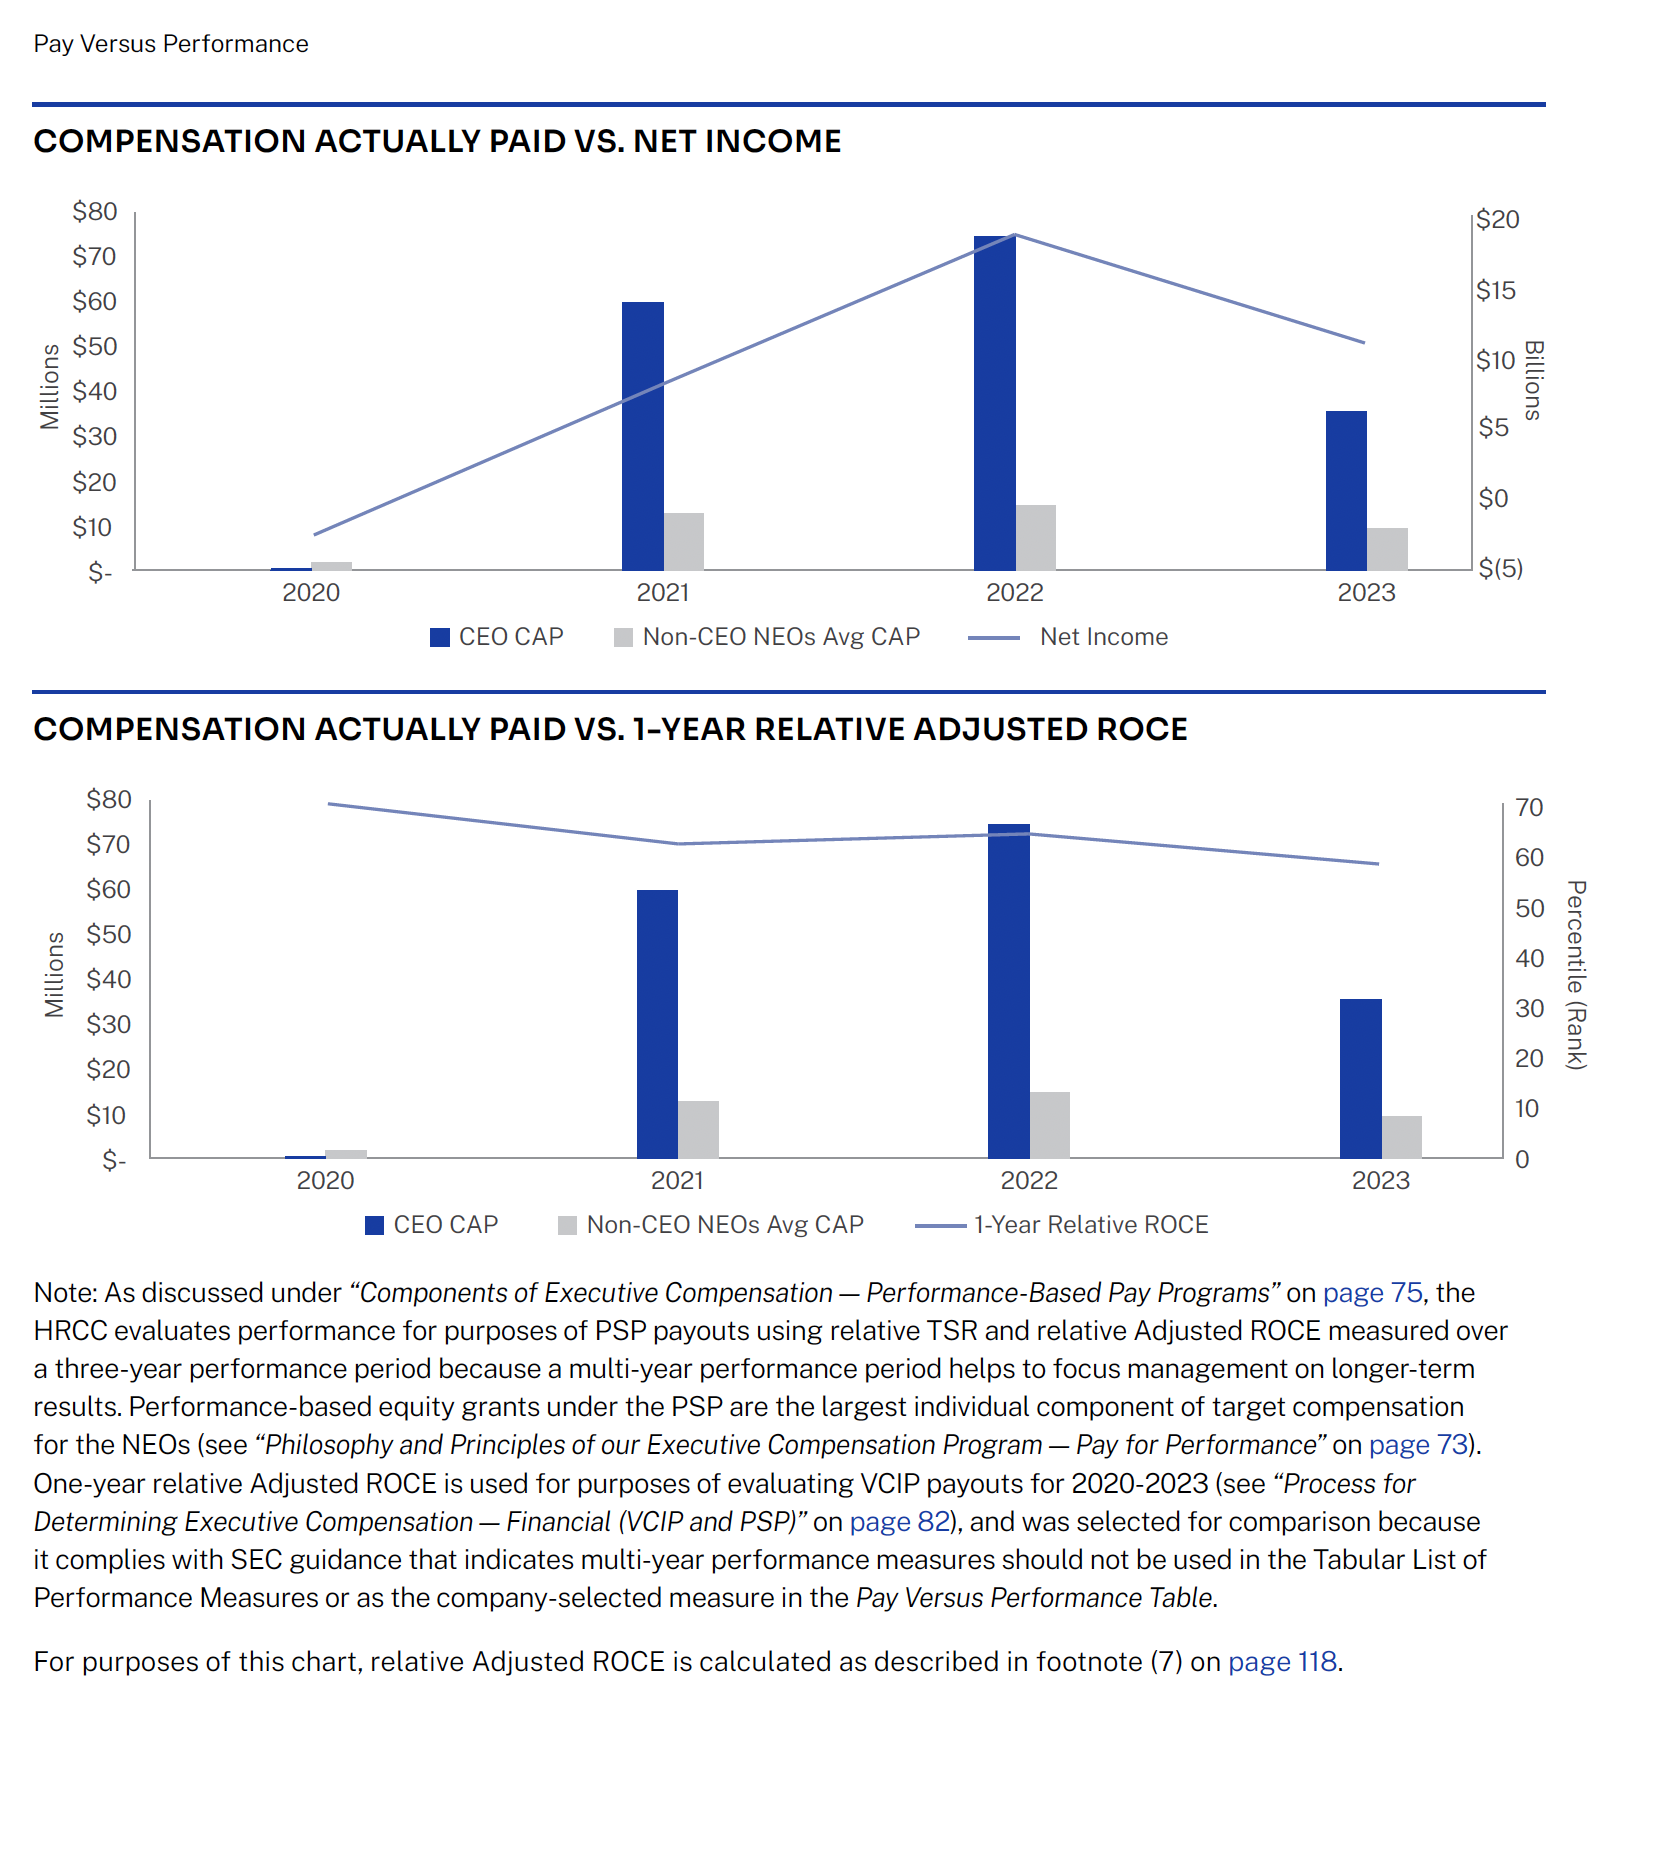 Pay Versus Performance
COMPENSATION ACTUALLY PAID VS. NET INCOME
$80
$70
$60
$50
$40
$30
$20
$10
$-
Millions
$20
$15
$10
$5
$0
$(5)
Billions
2020 2021 2022 2023
CEO CAP Non-CEO NEOs Avg CAP Net Income
COMPENSATION ACTUALLY PAID VS. 1-YEAR RELATIVE ADJUSTED ROCE
$80
$70
$60
$50
$40
$30
$20
$10
$-
Millions
70
60
50
40
30
20
10
0
Percentile (Rank)
2020 2021 2022 2023
CEO CAP Non-CEO NEOs Avg CAP 1-Year Relative ROCE
Note: As discussed under “Components of Executive Compensation — Performance-Based Pay Programs” on page 75, the
HRCC evaluates performance for purposes of PSP payouts using relative TSR and relative Adjusted ROCE measured over
a three-year performance period because a multi-year performance period helps to focus management on longer-term
results. Performance-based equity grants under the PSP are the largest individual component of target compensation
for the NEOs (see “Philosophy and Principles of our Executive Compensation Program — Pay for Performance” on page 73).
One-year relative Adjusted ROCE is used for purposes of evaluating VCIP payouts for 2020-2023 (see “Process for
Determining Executive Compensation — Financial (VCIP and PSP)” on page 82), and was selected for comparison because
it complies with SEC guidance that indicates multi-year performance measures should not be used in the Tabular List of
Performance Measures or as the company-selected measure in the Pay Versus Performance Table.
For purposes of this chart, relative Adjusted ROCE is calculated as described in footnote (7) on page 118.